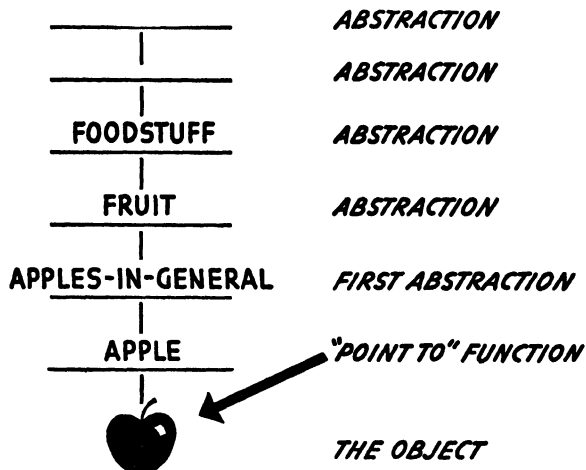 ABSTRACTION
ABSTRACTION
FOODSTUFF ABSTRACTION
FRUIT ABSTRACTION
APPLES-IN-GENERAL FIRST ABSTRACTION
APPLE "POINT TO" FUNCTION
THE OBJECT